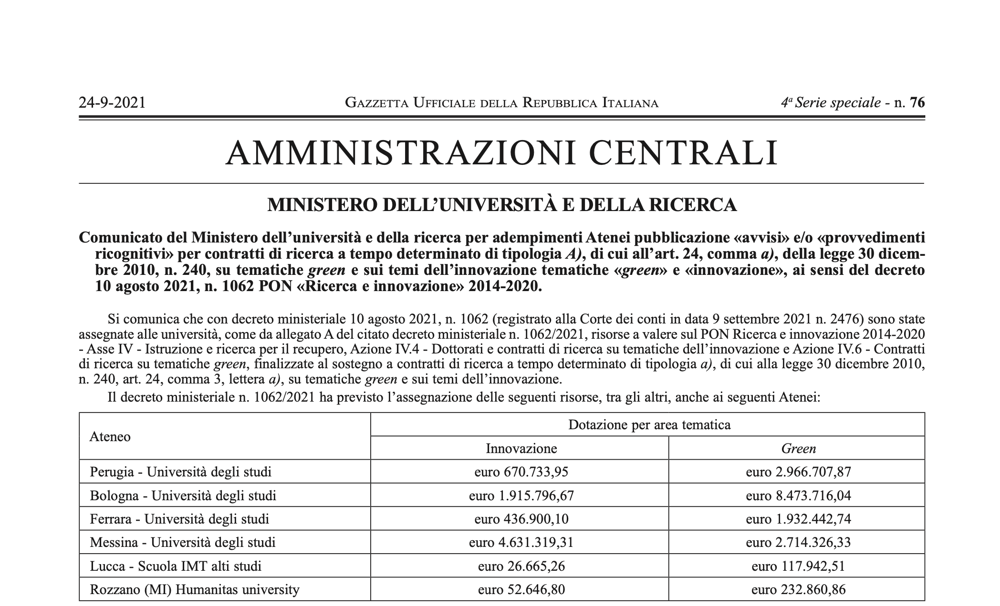 24-9-2021 GAZZETTA UFFICIALE DELLA REPUBBLICA ITALIANA 4ª Serie speciale - n. 76
AMMINISTRAZIONI CENTRALI
MINISTERO DELL’UNIVERSITÀ E DELLA RICERCA
Comunicato del Ministero dell’università e della ricerca per adempimenti Atenei pubblicazione «avvisi» e/o «provvedimenti
ricognitivi» per contratti di ricerca a tempo determinato di tipologia A), di cui all’art. 24, comma a), della legge 30 dicem-
bre 2010, n. 240, su tematiche green e sui temi dell’innovazione tematiche «green» e «innovazione», ai sensi del decreto
10 agosto 2021, n. 1062 PON «Ricerca e innovazione» 2014-2020.
Si comunica che con decreto ministeriale 10 agosto 2021, n. 1062 (registrato alla Corte dei conti in data 9 settembre 2021 n. 2476) sono state
assegnate alle università, come da allegato A del citato decreto ministeriale n. 1062/2021, risorse a valere sul PON Ricerca e innovazione 2014-2020
- Asse IV - Istruzione e ricerca per il recupero, Azione IV.4 - Dottorati e contratti di ricerca su tematiche dell’innovazione e Azione IV.6 - Contratti
di ricerca su tematiche green, finalizzate al sostegno a contratti di ricerca a tempo determinato di tipologia a), di cui alla legge 30 dicembre 2010,
n. 240, art. 24, comma 3, lettera a), su tematiche green e sui temi dell’innovazione.
Il decreto ministeriale n. 1062/2021 ha previsto l’assegnazione delle seguenti risorse, tra gli altri, anche ai seguenti Atenei:
Ateneo Dotazione per area tematica
Innovazione Green
Perugia - Università degli studi euro 670.733,95 euro 2.966.707,87
Bologna - Università degli studi euro 1.915.796,67 euro 8.473.716,04
Ferrara - Università degli studi euro 436.900,10 euro 1.932.442,74
Messina - Università degli studi euro 4.631.319,31 euro 2.714.326,33
Lucca - Scuola IMT alti studi euro 26.665,26 euro 117.942,51
Rozzano (MI) Humanitas university euro 52.646,80 euro 232.860,86